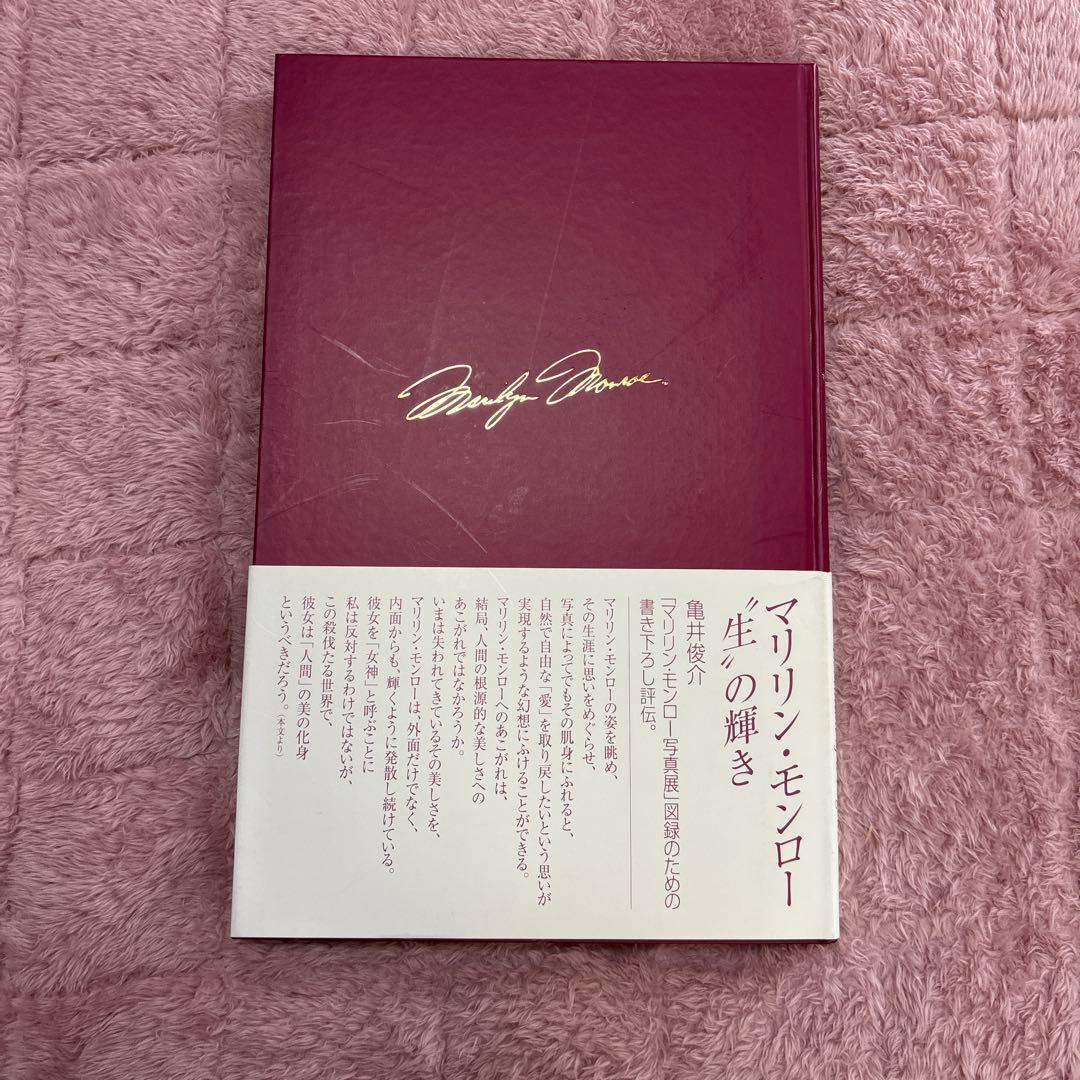 Marilyn Monroe
マリリン・モンロー
〝生〟の輝き
亀井俊介
「マリリン・モンロー写真展」図録のための
書き下ろし評伝。
マリリン・モンローの姿を眺め、
その生涯に思いをめぐらせ、
写真によってでもその肌身にふれると、
自然で自由な「愛」を取り戻したいという思いが
実現するような幻想にふけることができる。
マリリン・モンローへのあこがれは、
結局、人間の根源的な美しさへの
あこがれではなかろうか。
いまは失われてきているその美しさを、
マリリン・モンローは、外面だけでなく、
内面からも、輝くように発散し続けている。
彼女を「女神」と呼ぶことに
私は反対するわけではないが、
この殺伐たる世界で、
彼女は「人間」の美の化身
というべきだろう。(本文より)